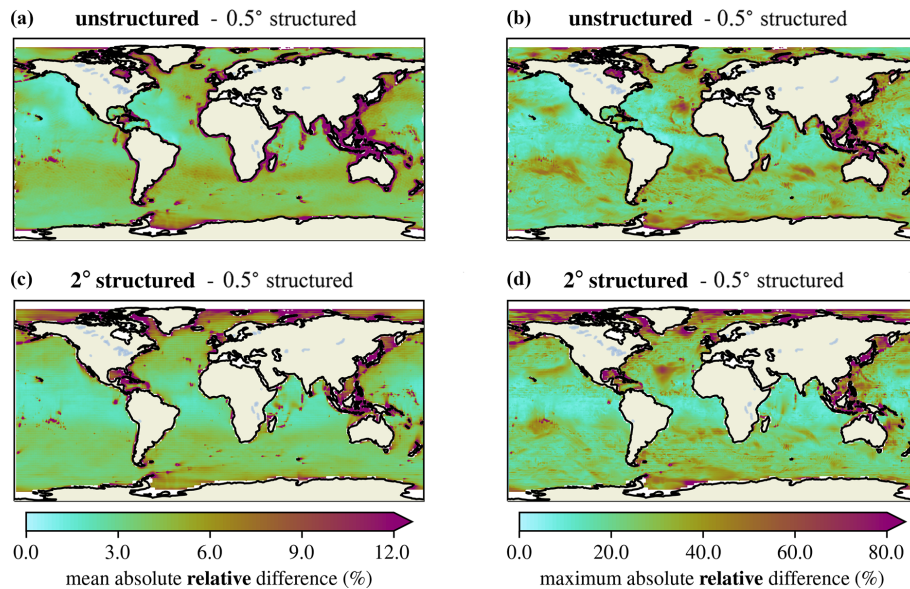 (a) unstructured - 0.5° structured
(b) unstructured - 0.5° structured
(c) 2° structured - 0.5° structured
(d) 2° structured - 0.5° structured
0.0 3.0 6.0 9.0 12.0
mean absolute relative difference (%)
0.0 20.0 40.0 60.0 80.0
maximum absolute relative difference (%)